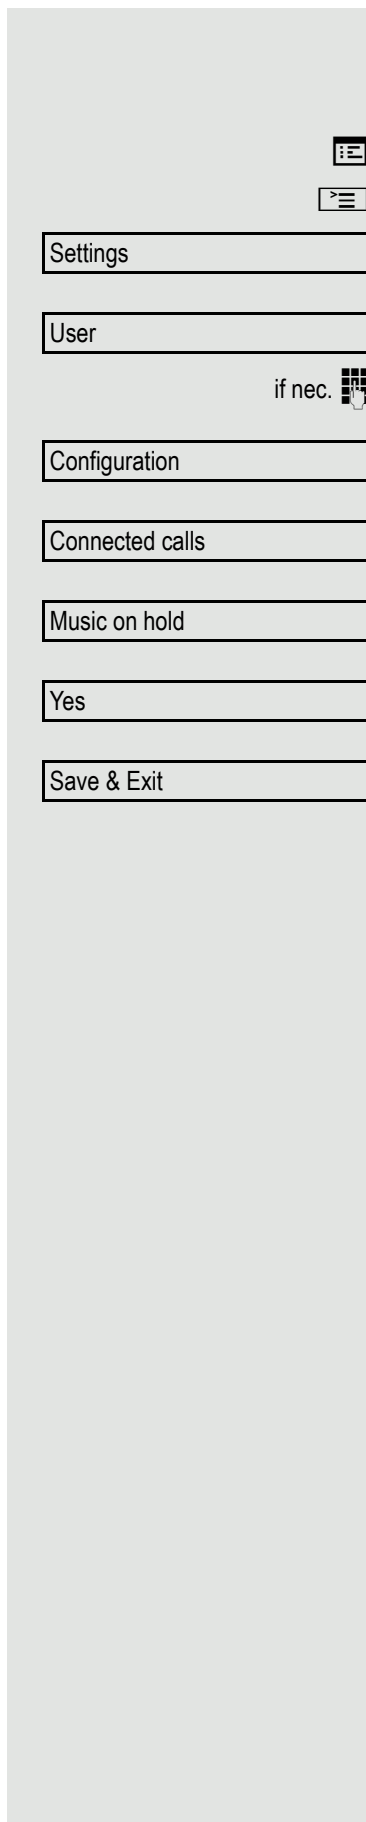 Settings
User
if nec.
Configuration
Connected calls
Music on hold
Yes
Save & Exit